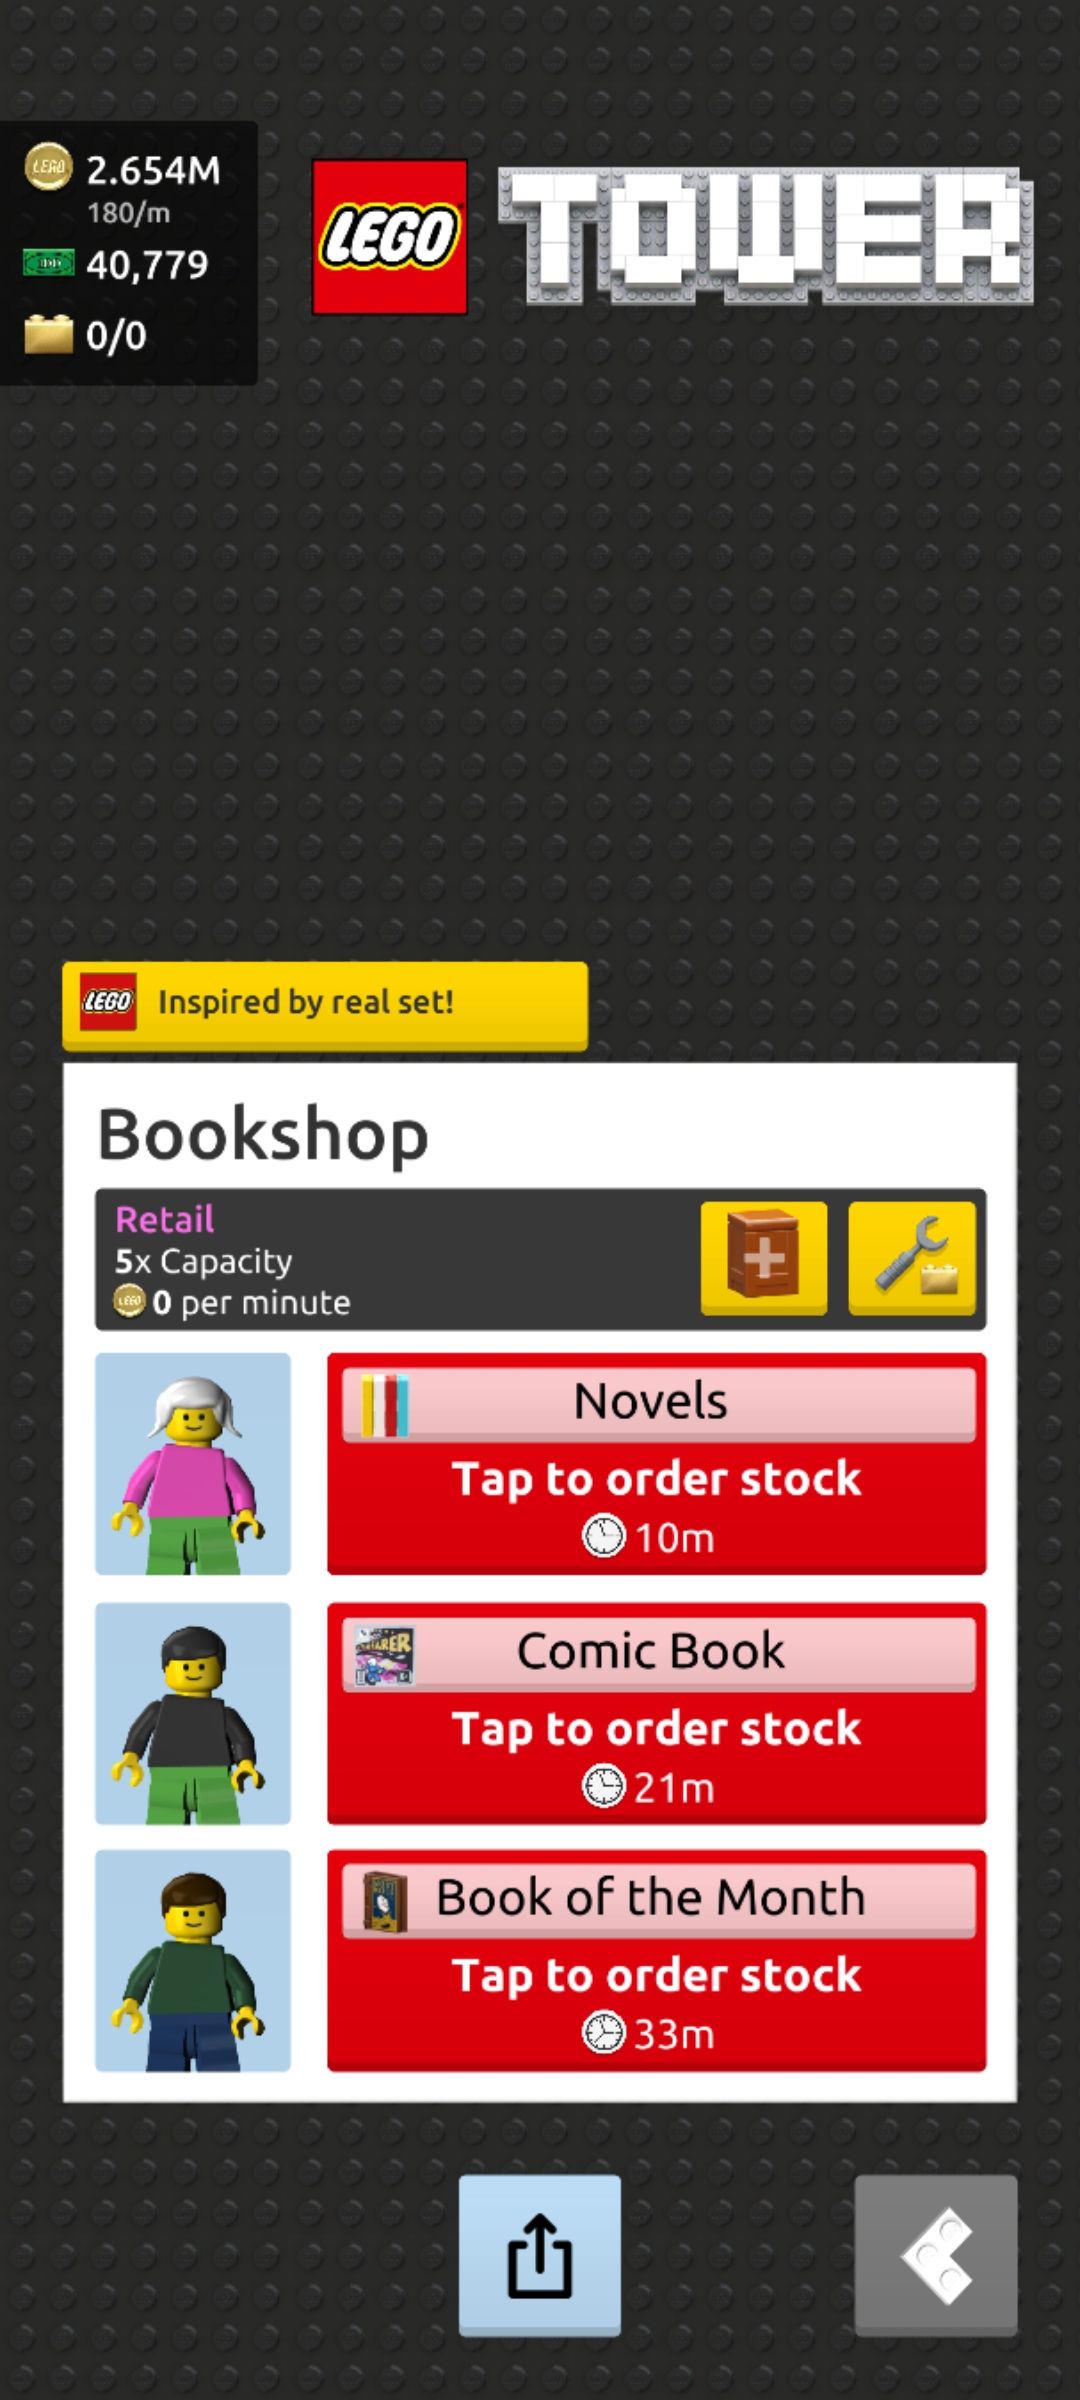 LEGO
2.654M
180/m
40,779
0/0
LEGO TOWER
LEGO Inspired by real set!
Bookshop
Retail
5x Capacity
LEGO 0 per minute
Novels
Tap to order stock
10m
Comic Book
Tap to order stock
21m
Book of the Month
Tap to order stock
33m